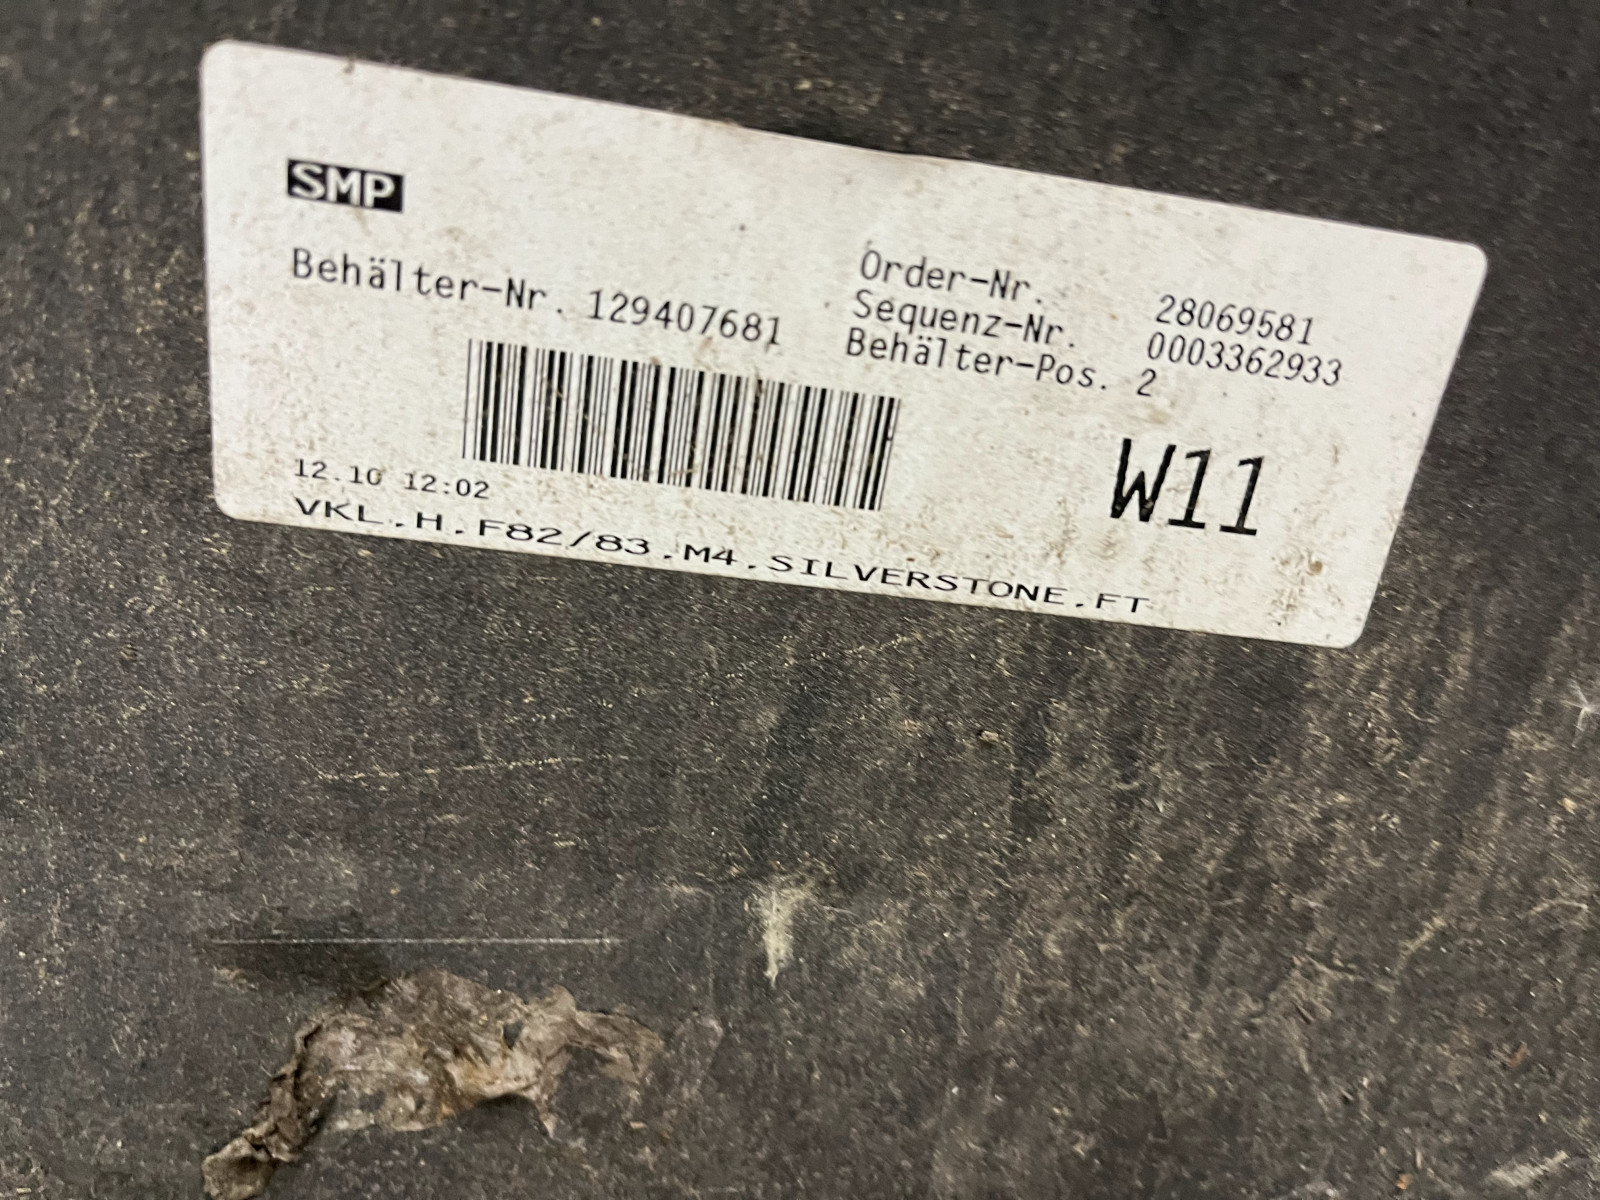 SMP
Behälter-Nr. 129407681
Order-Nr. 28069581
Sequenz-Nr. 0003362933
Behälter-Pos. 2
W11
12.10 12:02
VKL.H.F82/83.M4.SILVERSTONE.FT